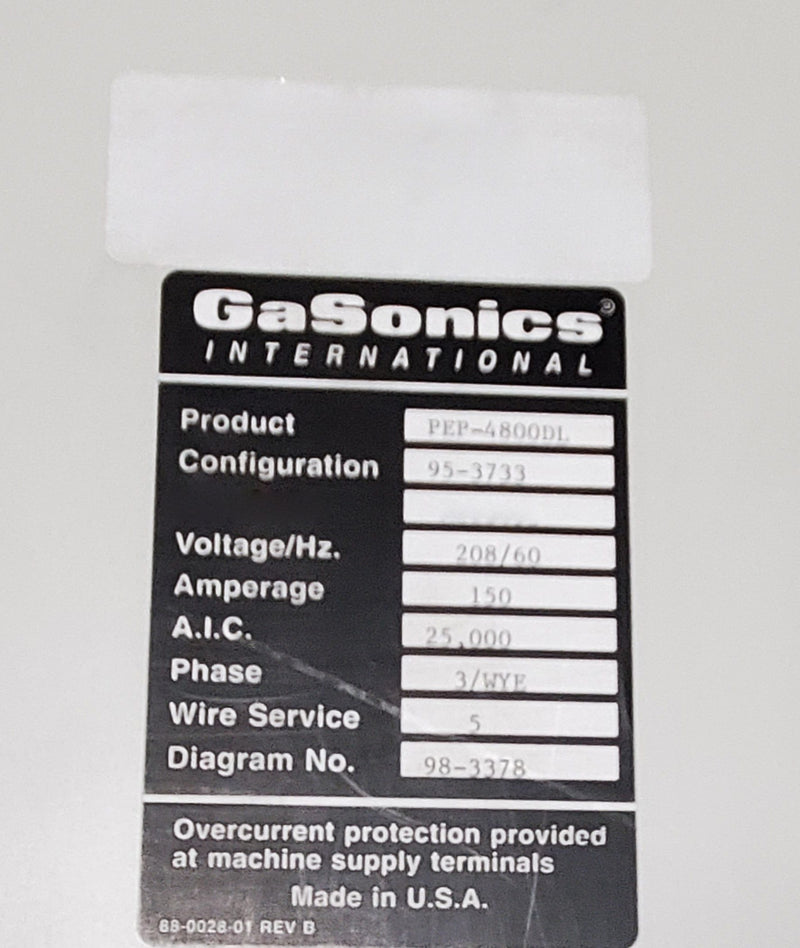 GaSonics®
INTERNATIONAL
Product PEP-4800DL
Configuration 95-3733
Voltage/Hz. 208/60
Amperage 150
A.I.C. 25,000
Phase 3/WYE
Wire Service 5
Diagram No. 98-3378
Overcurrent protection provided
at machine supply terminals
Made in U.S.A.
88-0028-01 REV B